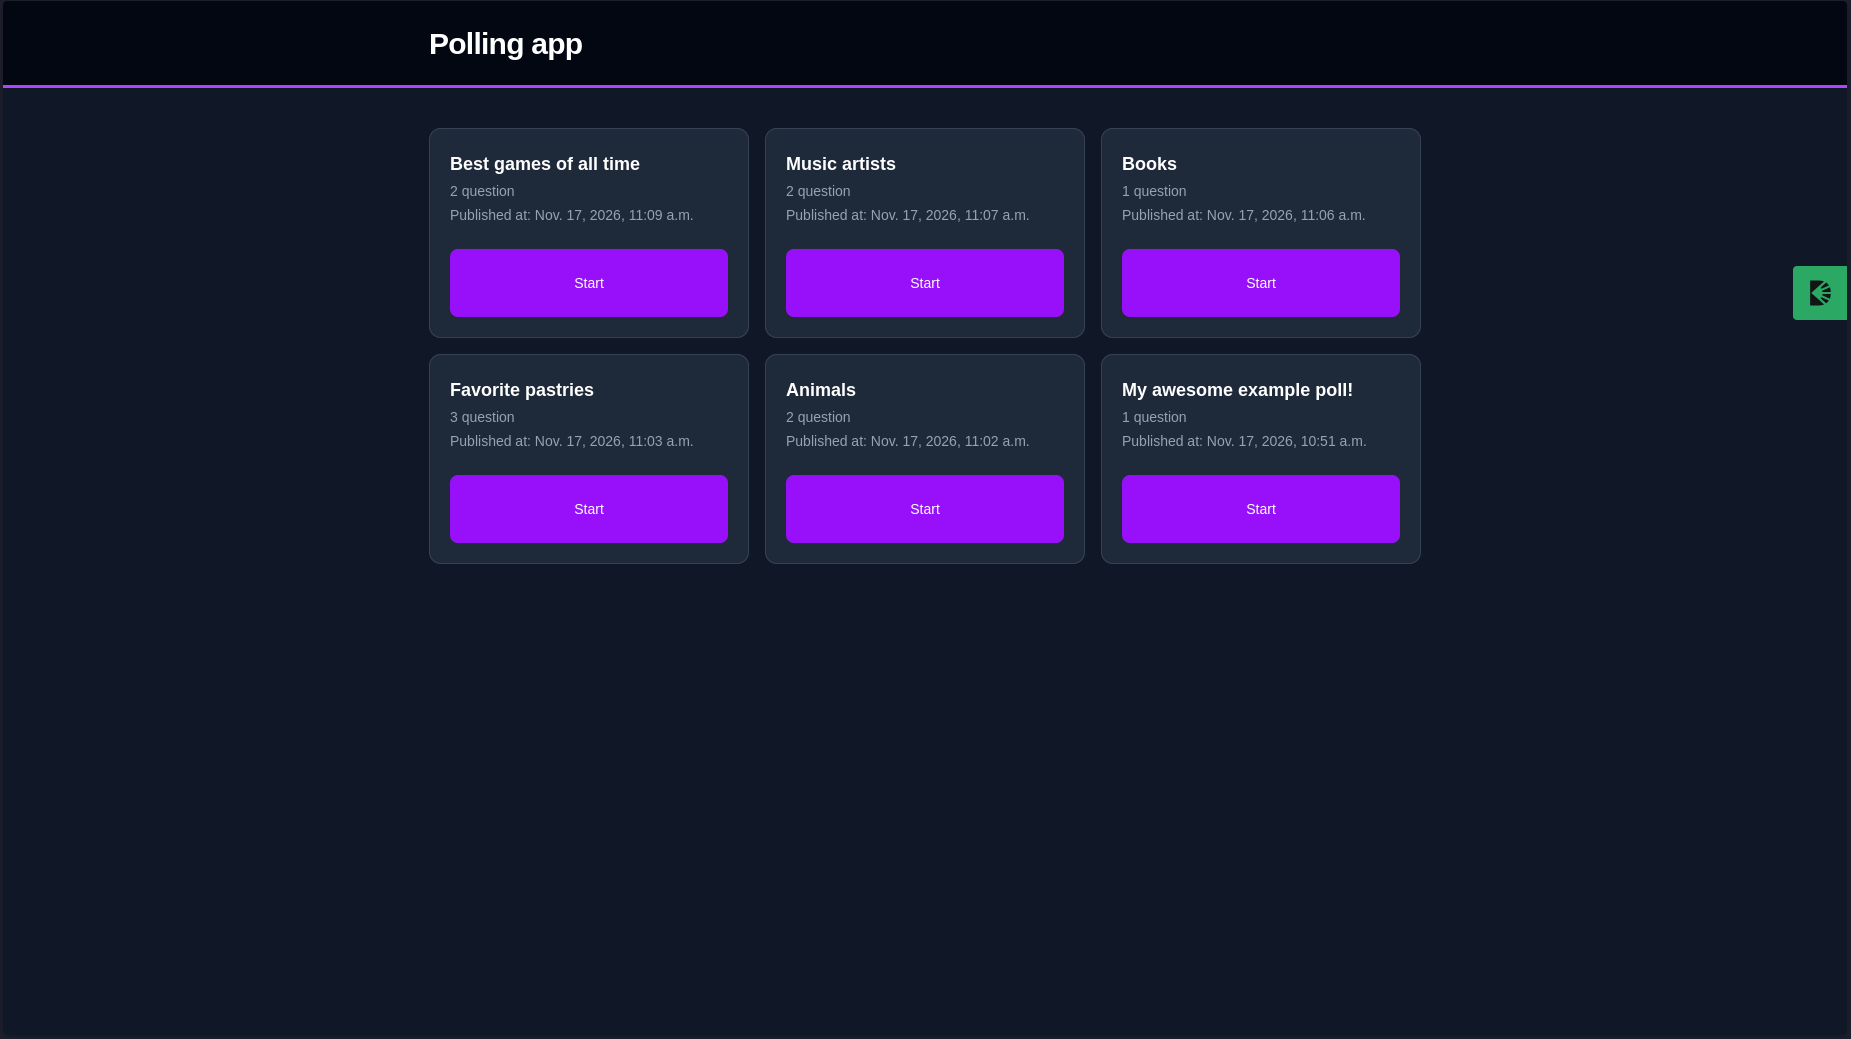 Polling app
Best games of all time
2 question
Published at: Nov. 17, 2026, 11:09 a.m.
Start
Music artists
2 question
Published at: Nov. 17, 2026, 11:07 a.m.
Start
Books
1 question
Published at: Nov. 17, 2026, 11:06 a.m.
Start
Favorite pastries
3 question
Published at: Nov. 17, 2026, 11:03 a.m.
Start
Animals
2 question
Published at: Nov. 17, 2026, 11:02 a.m.
Start
My awesome example poll!
1 question
Published at: Nov. 17, 2026, 10:51 a.m.
Start